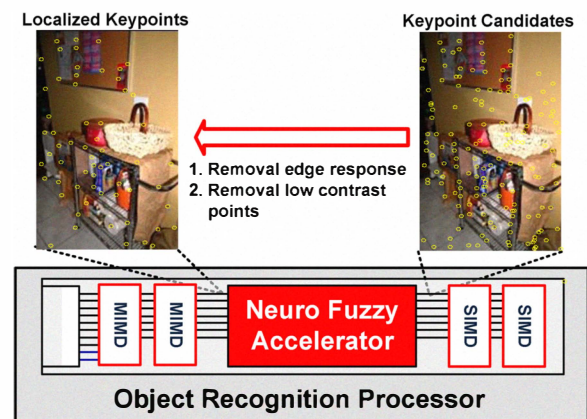 Localized Keypoints
Keypoint Candidates
1. Removal edge response
2. Removal low contrast
points
MIMD
MIMD
Neuro Fuzzy
Accelerator
SIMD
SIMD
Object Recognition Processor